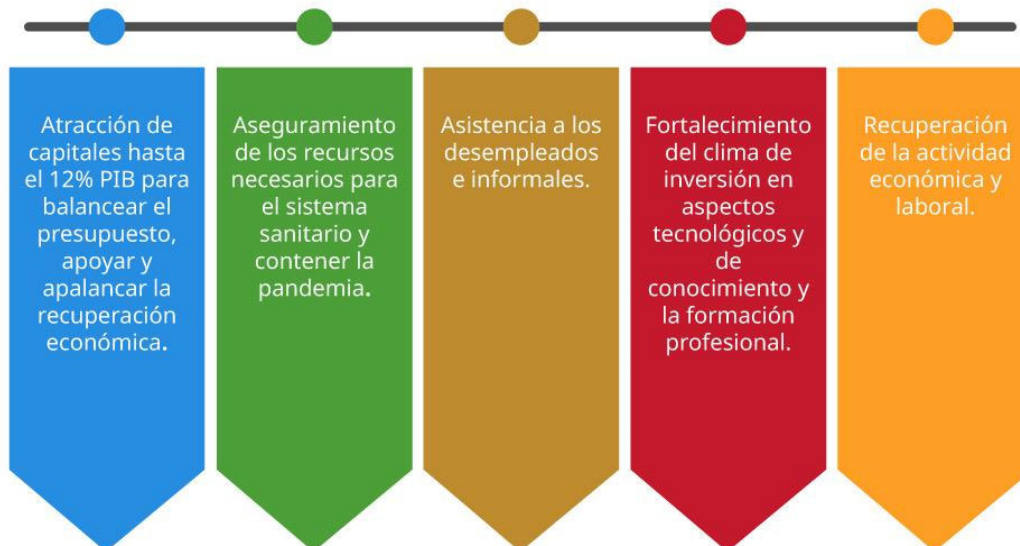 Atracción de
capitales hasta
el 12% PIB para
balancear el
presupuesto,
apoyar y
apalancar la
recuperación
económica.
Aseguramiento
de los recursos
necesarios para
el sistema
sanitario y
contener la
pandemia.
Asistencia a los
desempleados
e informales.
Fortalecimiento
del clima de
inversión en
aspectos
tecnológicos y
de
conocimiento y
la formación
profesional.
Recuperación
de la actividad
económica y
laboral.